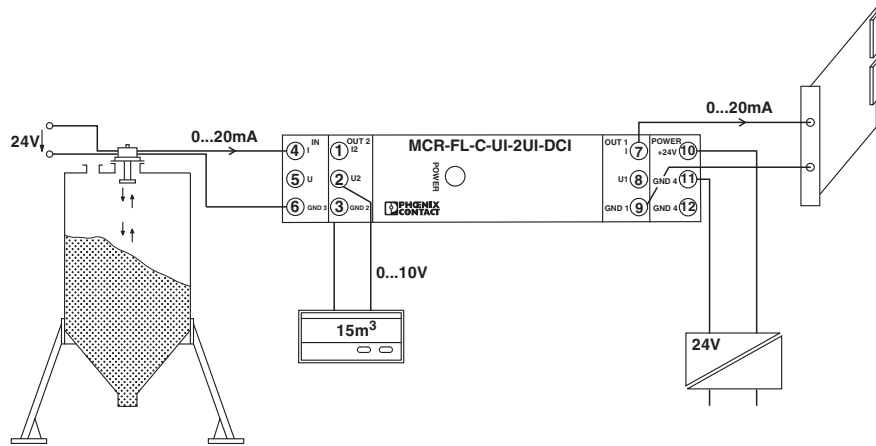 24V
0...20mA
4 IN I
5 U
6 GND 3
1 OUT 2 I2
2 U2
3 GND 2
MCR-FL-C-UI-2UI-DCI
POWER
PHŒNIX
CONTACT
OUT 1 I 7
U1 8
GND 1 9
POWER +24V 10
GND 4 11
GND 4 12
0...20mA
0...10V
15m³
24V